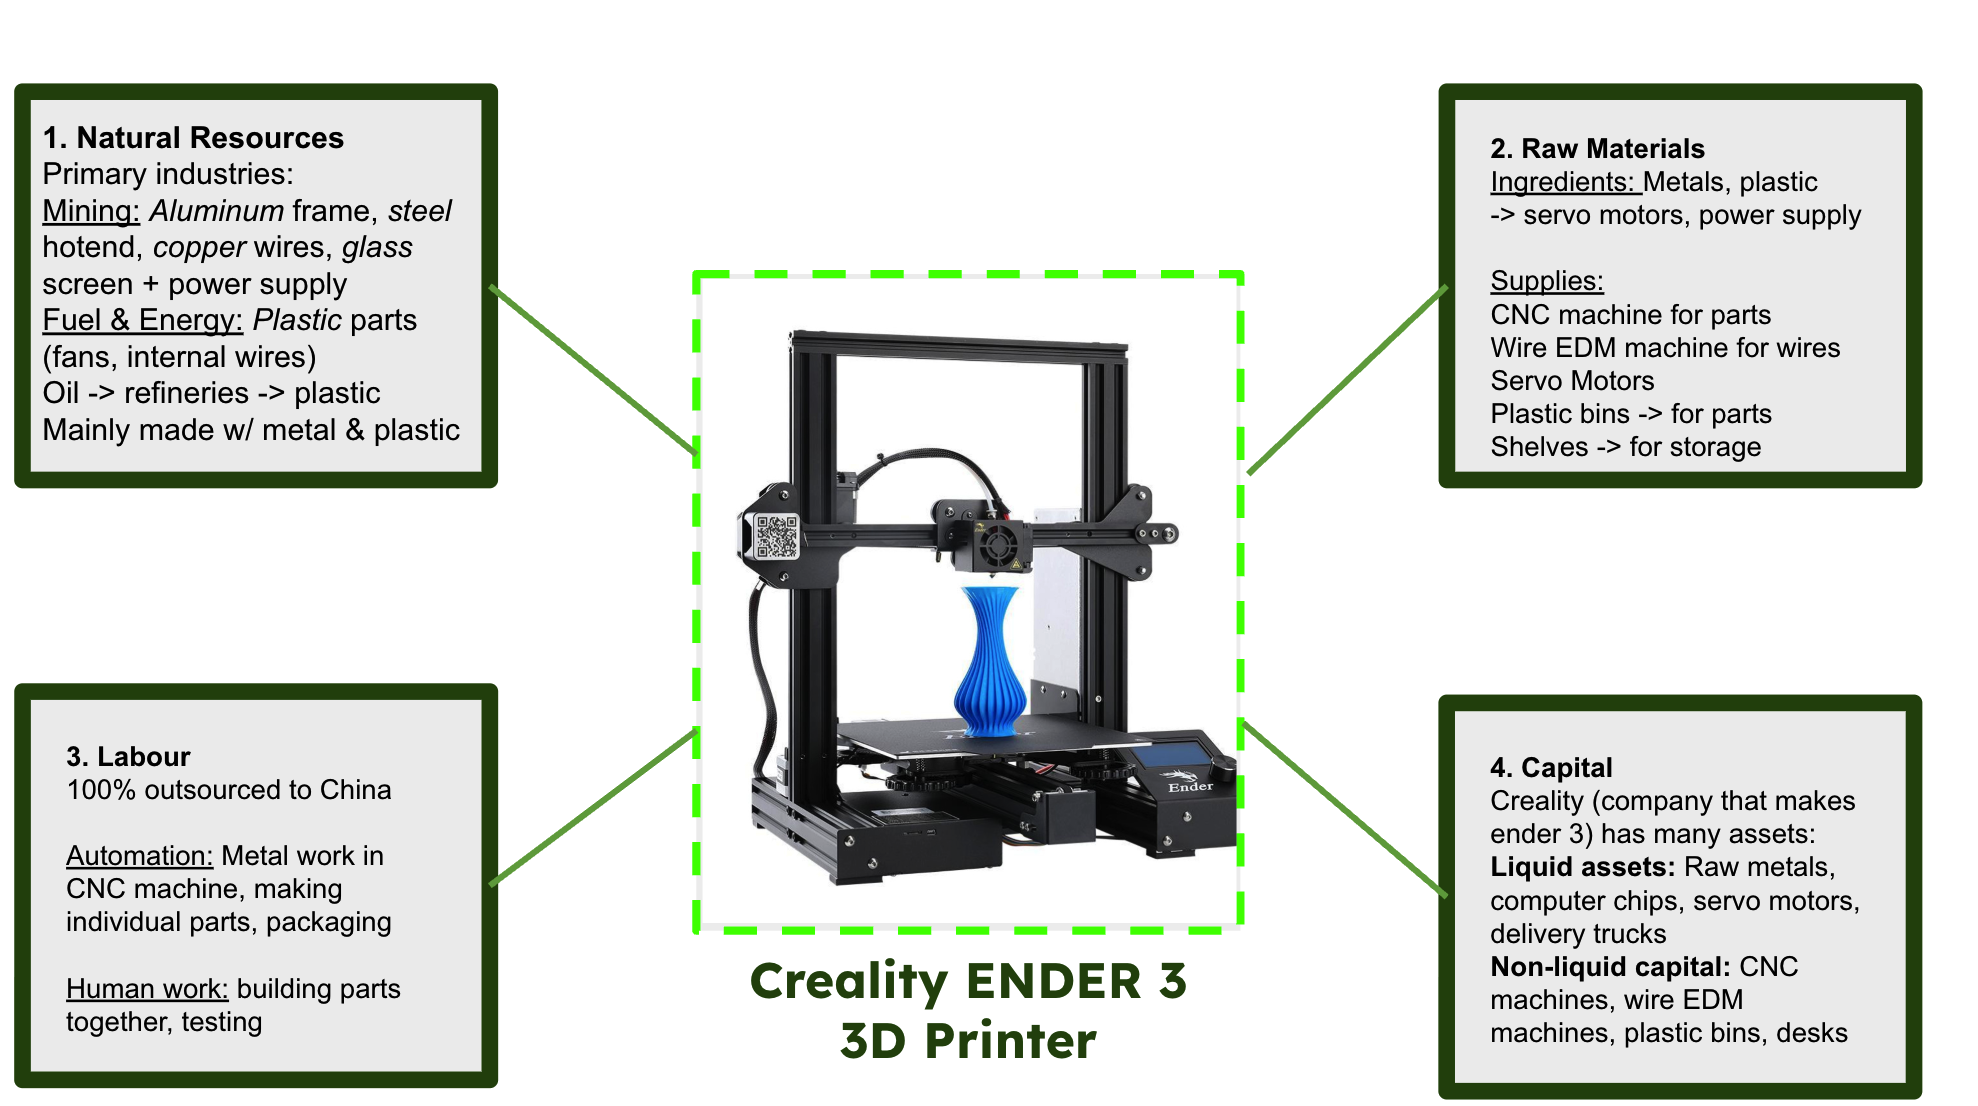 1. Natural Resources
Primary industries:
Mining: Aluminum frame, steel
hotend, copper wires, glass
screen + power supply
Fuel & Energy: Plastic parts
(fans, internal wires)
Oil -> refineries -> plastic
Mainly made w/ metal & plastic
2. Raw Materials
Ingredients: Metals, plastic
-> servo motors, power supply
Supplies:
CNC machine for parts
Wire EDM machine for wires
Servo Motors
Plastic bins -> for parts
Shelves -> for storage
3. Labour
100% outsourced to China
Automation: Metal work in
CNC machine, making
individual parts, packaging
Human work: building parts
together, testing
4. Capital
Creality (company that makes
ender 3) has many assets:
Liquid assets: Raw metals,
computer chips, servo motors,
delivery trucks
Non-liquid capital: CNC
machines, wire EDM
machines, plastic bins, desks
Ender
Creality ENDER 3
3D Printer